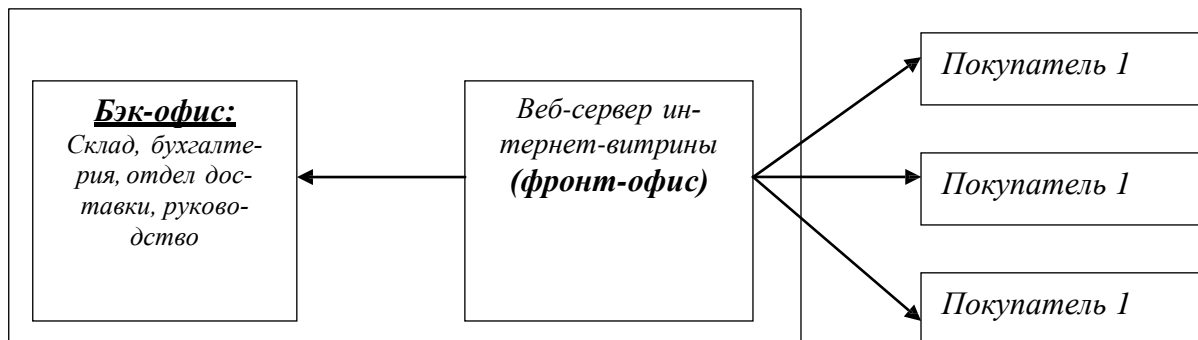 Бэк-офис:
Склад, бухгалте-
рия, отдел дос-
тавки, руково-
дство
Веб-сервер ин-
тернет-витрины
(фронт-офис)
Покупатель 1
Покупатель 1
Покупатель 1